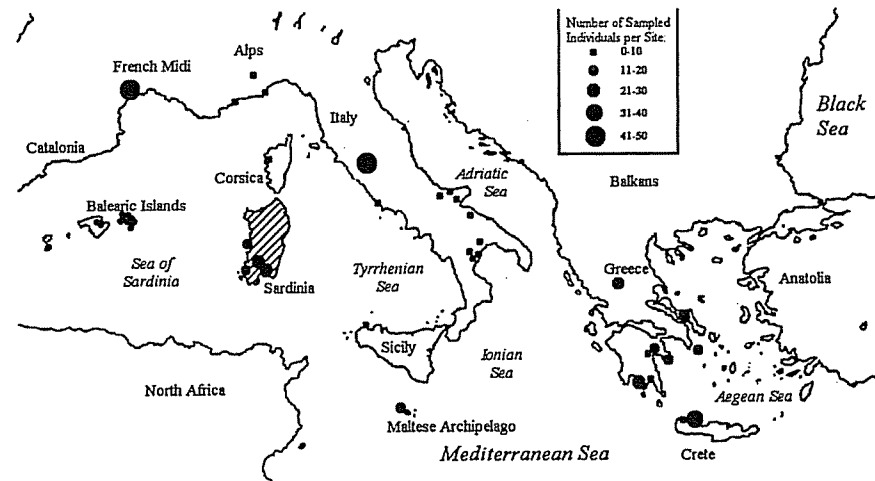 Number of Sampled
Individuals per Site:
0-10
11-20
21-30
31-40
41-50
Alps
French Midi
Black
Sea
Italy
Catalonia
Corsica
Adriatic
Sea
Balkans
Balearic Islands
Sea of
Sardinia
Sardinia
Tyrrhenian
Sea
Greece
Anatolia
Sicily
Ionian
Sea
North Africa
Aegean Sea
Maltese Archipelago
Mediterranean Sea
Crete